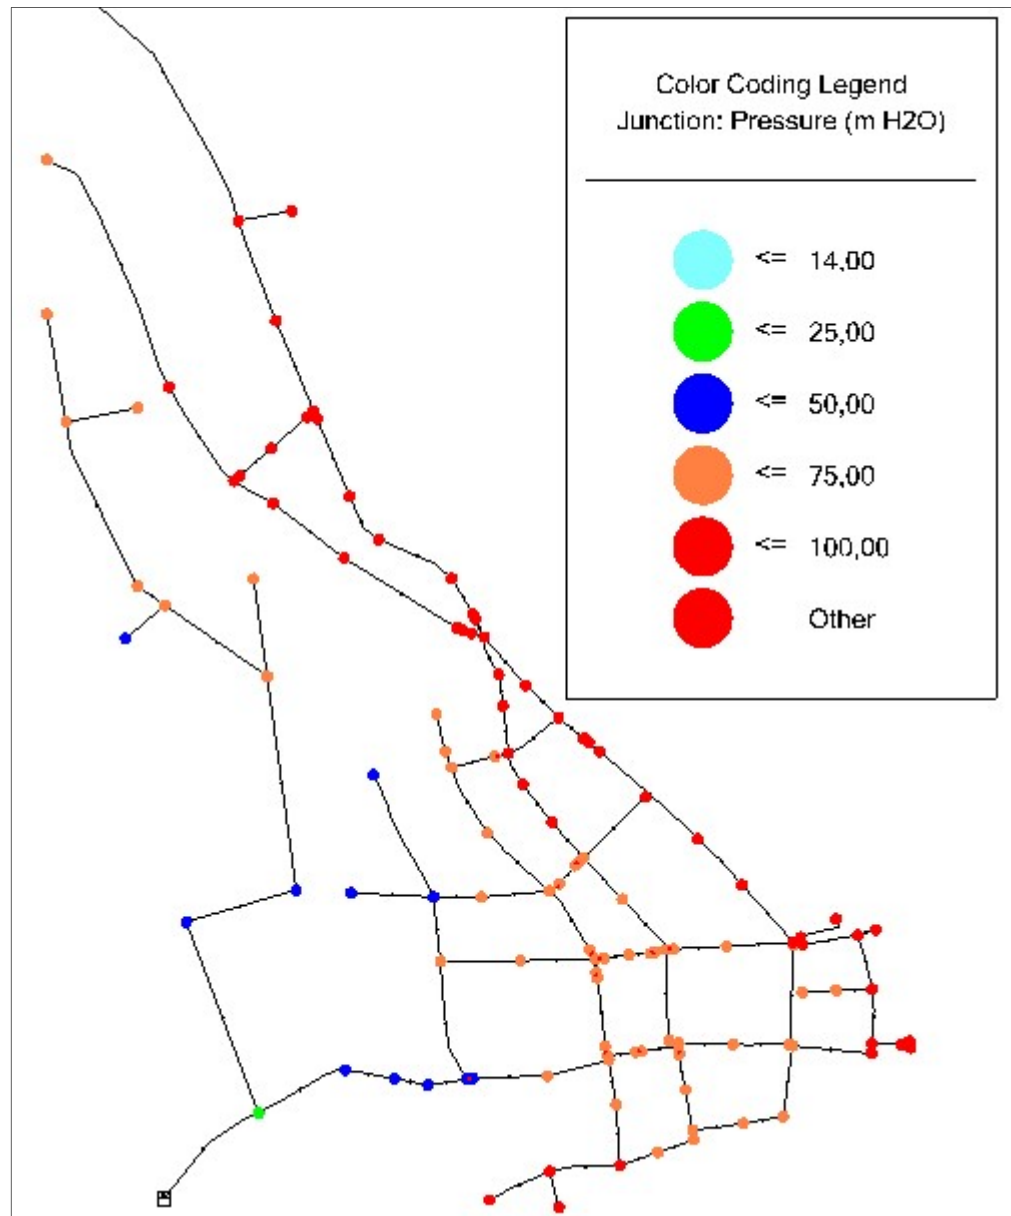 Color Coding Legend
Junction: Pressure (m H2O)
<= 14,00
<= 25,00
<= 50,00
<= 75,00
<= 100,00
Other